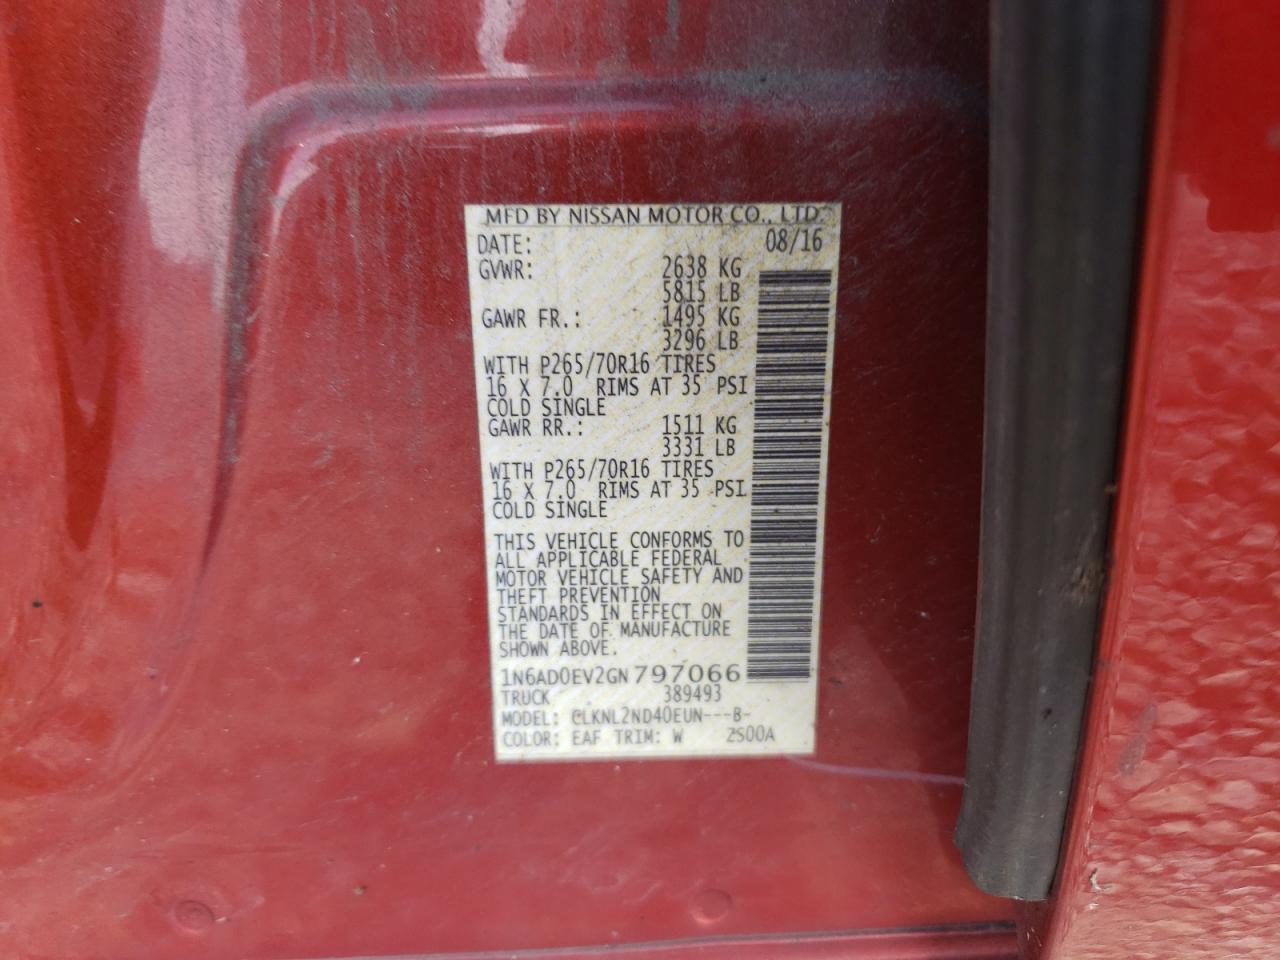 MFD BY NISSAN MOTOR CO., LTD.
DATE: 08/16
GVWR: 2638 KG
5815 LB
GAWR FR.: 1495 KG
3296 LB
WITH P265/70R16 TIRES
16 X 7.0 RIMS AT 35 PSI
COLD SINGLE
GAWR RR.: 1511 KG
3331 LB
WITH P265/70R16 TIRES
16 X 7.0 RIMS AT 35 PSI
COLD SINGLE
THIS VEHICLE CONFORMS TO
ALL APPLICABLE FEDERAL
MOTOR VEHICLE SAFETY AND
THEFT PREVENTION
STANDARDS IN EFFECT ON
THE DATE OF MANUFACTURE
SHOWN ABOVE.
1N6AD0EV2GN797066
TRUCK 389493
MODEL: CLKNL2ND40EUN---B-
COLOR: EAF TRIM: W 2S00A